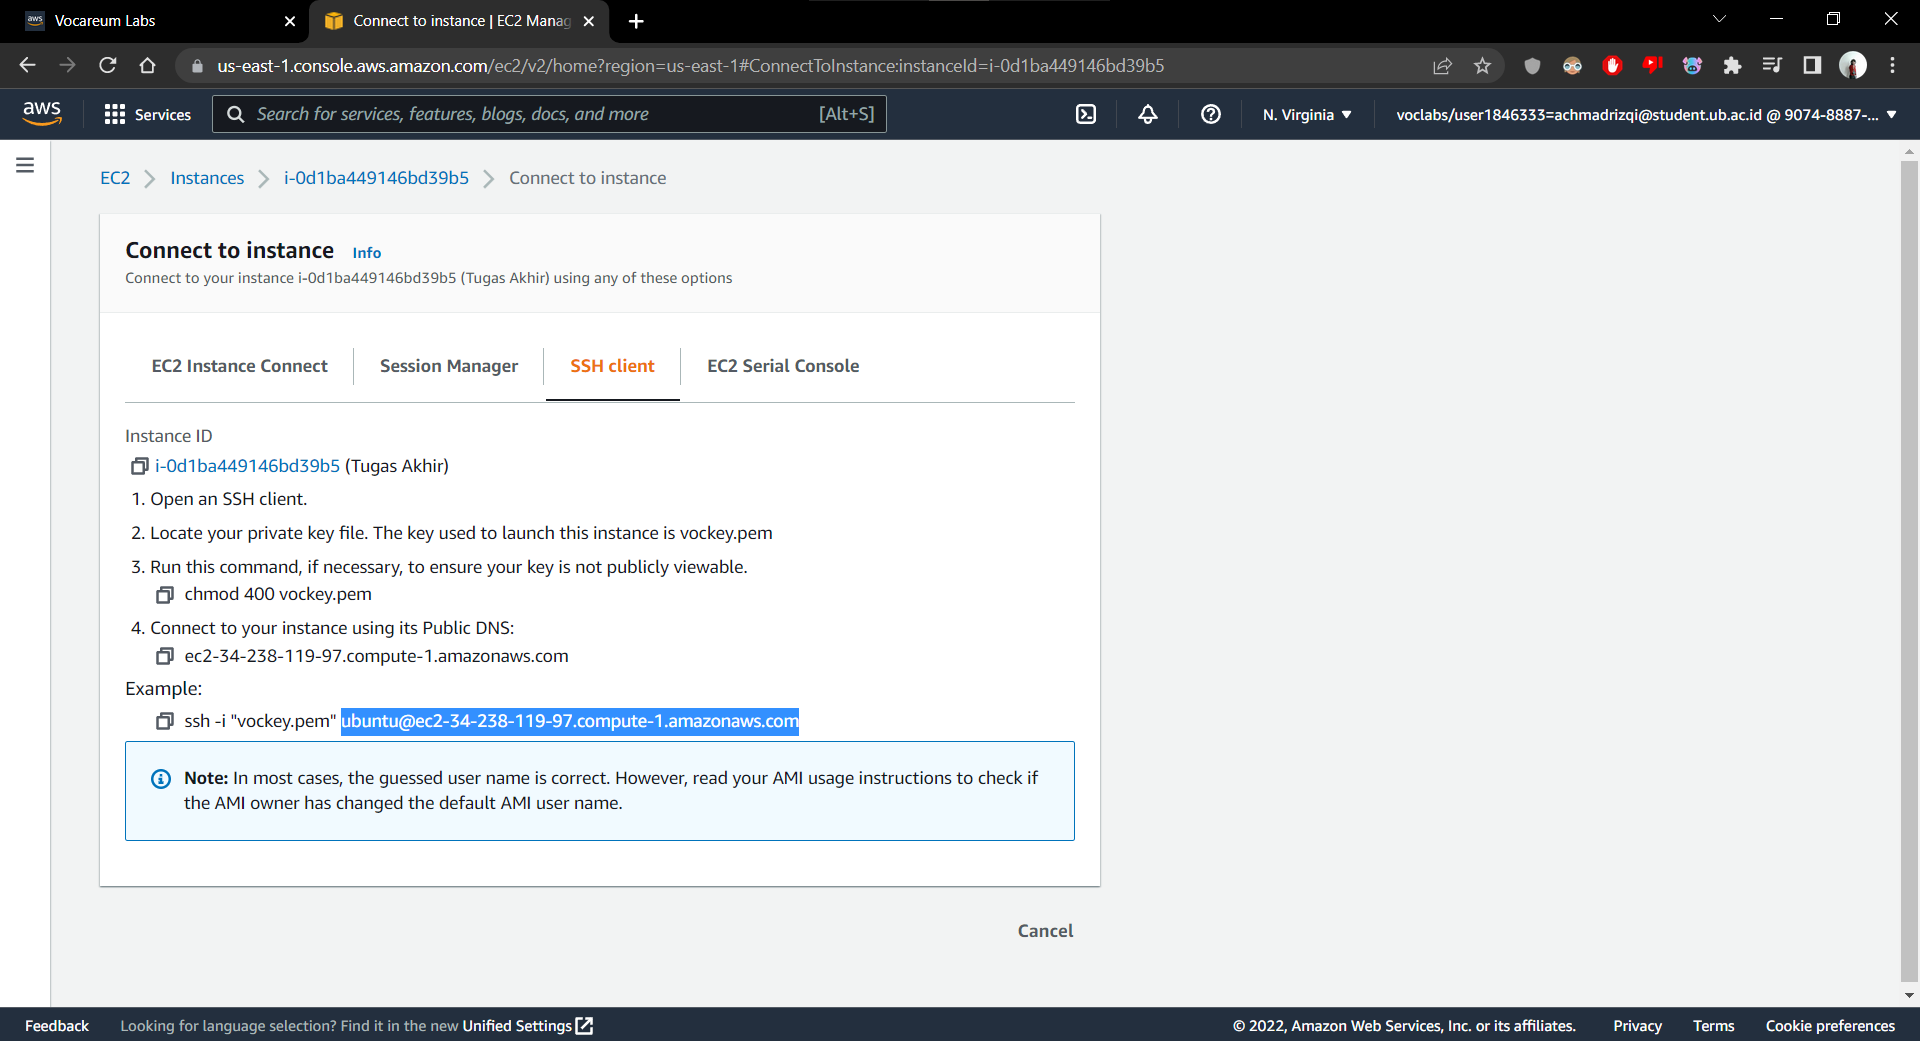 aws Vocareum Labs
Connect to instance | EC2 Manag
us-east-1.console.aws.amazon.com/ec2/v2/home?region=us-east-1#ConnectToInstance:instanceId=i-0d1ba449146bd39b5
aws Services Search for services, features, blogs, docs, and more [Alt+S] N. Virginia voclabs/user1846333=achmadrizqi@student.ub.ac.id @ 9074-8887-...
EC2 Instances i-0d1ba449146bd39b5 Connect to instance
Connect to instance Info
Connect to your instance i-0d1ba449146bd39b5 (Tugas Akhir) using any of these options
EC2 Instance Connect Session Manager SSH client EC2 Serial Console
Instance ID
i-0d1ba449146bd39b5 (Tugas Akhir)
1. Open an SSH client.
2. Locate your private key file. The key used to launch this instance is vockey.pem
3. Run this command, if necessary, to ensure your key is not publicly viewable.
chmod 400 vockey.pem
4. Connect to your instance using its Public DNS:
ec2-34-238-119-97.compute-1.amazonaws.com
Example:
ssh -i "vockey.pem" ubuntu@ec2-34-238-119-97.compute-1.amazonaws.com
Note: In most cases, the guessed user name is correct. However, read your AMI usage instructions to check if
the AMI owner has changed the default AMI user name.
Cancel
Feedback Looking for language selection? Find it in the new Unified Settings © 2022, Amazon Web Services, Inc. or its affiliates. Privacy Terms Cookie preferences